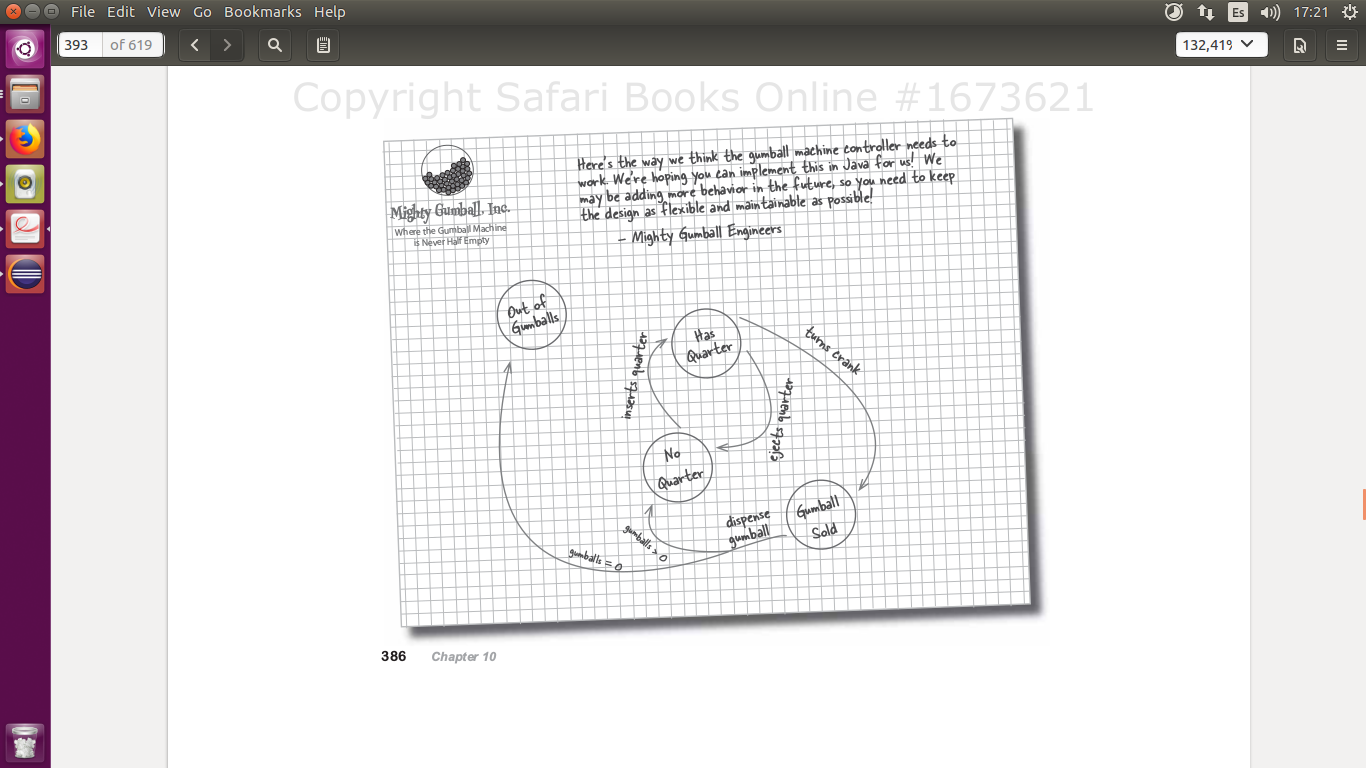 File Edit View Go Bookmarks Help
Es
17:21
393 of 619
132,41%
Copyright Safari Books Online #1673621
Mighty Gumball, Inc.
Where the Gumball Machine
is Never Half Empty
Here's the way we think the gumball machine controller needs to
work. We're hoping you can implement this in Java for us! We
may be adding more behavior in the future, so you need to keep
the design as flexible and maintainable as possible!
- Mighty Gumball Engineers
Out of
Gumballs
Has
Quarter
turns crank
inserts quarter
ejects quarter
No
Quarter
Gumball
Sold
dispense
gumball
gumballs > 0
gumballs = 0
386 Chapter 10